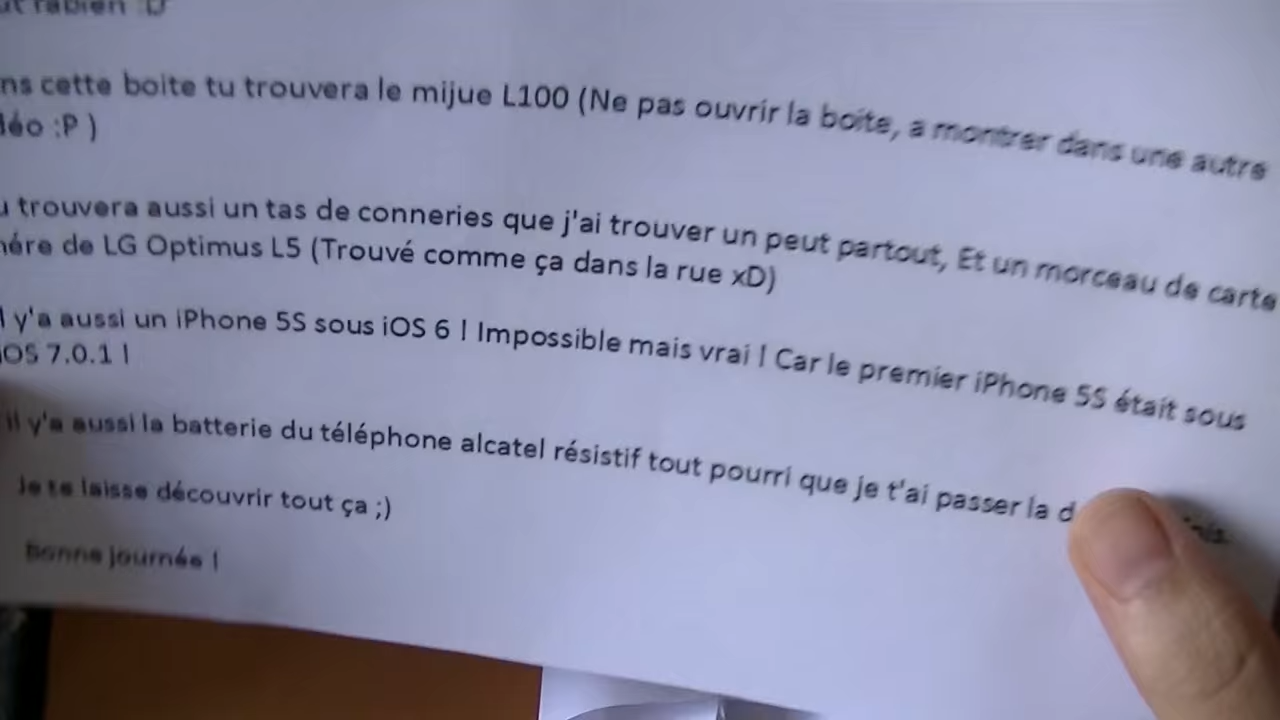 fabien :D
ns cette boite tu trouvera le mijue L100 (Ne pas ouvrir la boite, a montrer dans une autre
déo :P )
u trouvera aussi un tas de conneries que j'ai trouver un peut partout, Et un morceau de carte
mére de LG Optimus L5 (Trouvé comme ça dans la rue xD)
l y'a aussi un iPhone 5S sous iOS 6 ! Impossible mais vrai ! Car le premier iPhone 5S était sous
iOS 7.0.1 !
il y'a aussi la batterie du téléphone alcatel résistif tout pourri que je t'ai passer la d
Je te laisse découvrir tout ça ;)
Bonne journée !